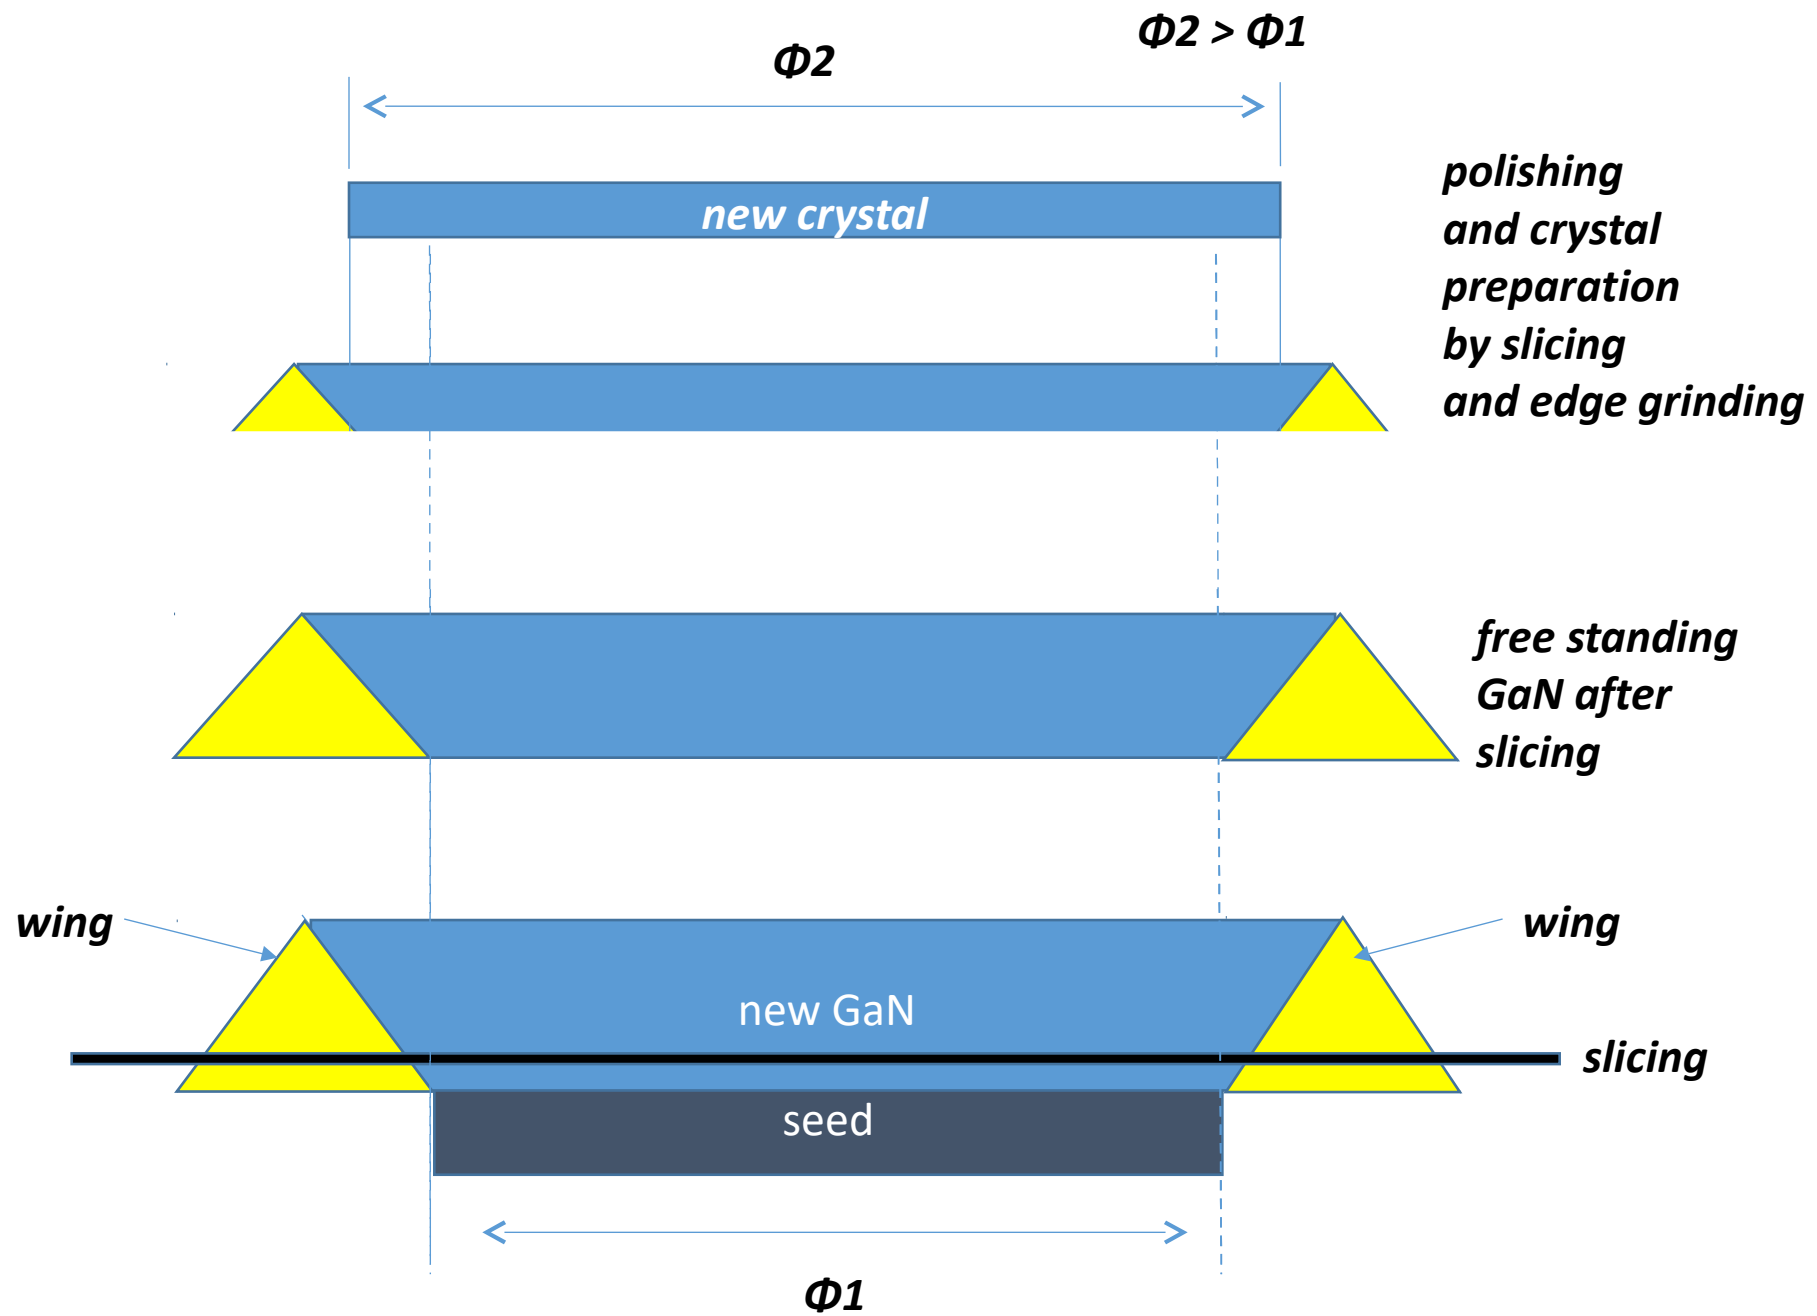 Φ2 > Φ1
Φ2
new crystal
polishing
and crystal
preparation
by slicing
and edge grinding
free standing
GaN after
slicing
wing
wing
new GaN
slicing
seed
Φ1